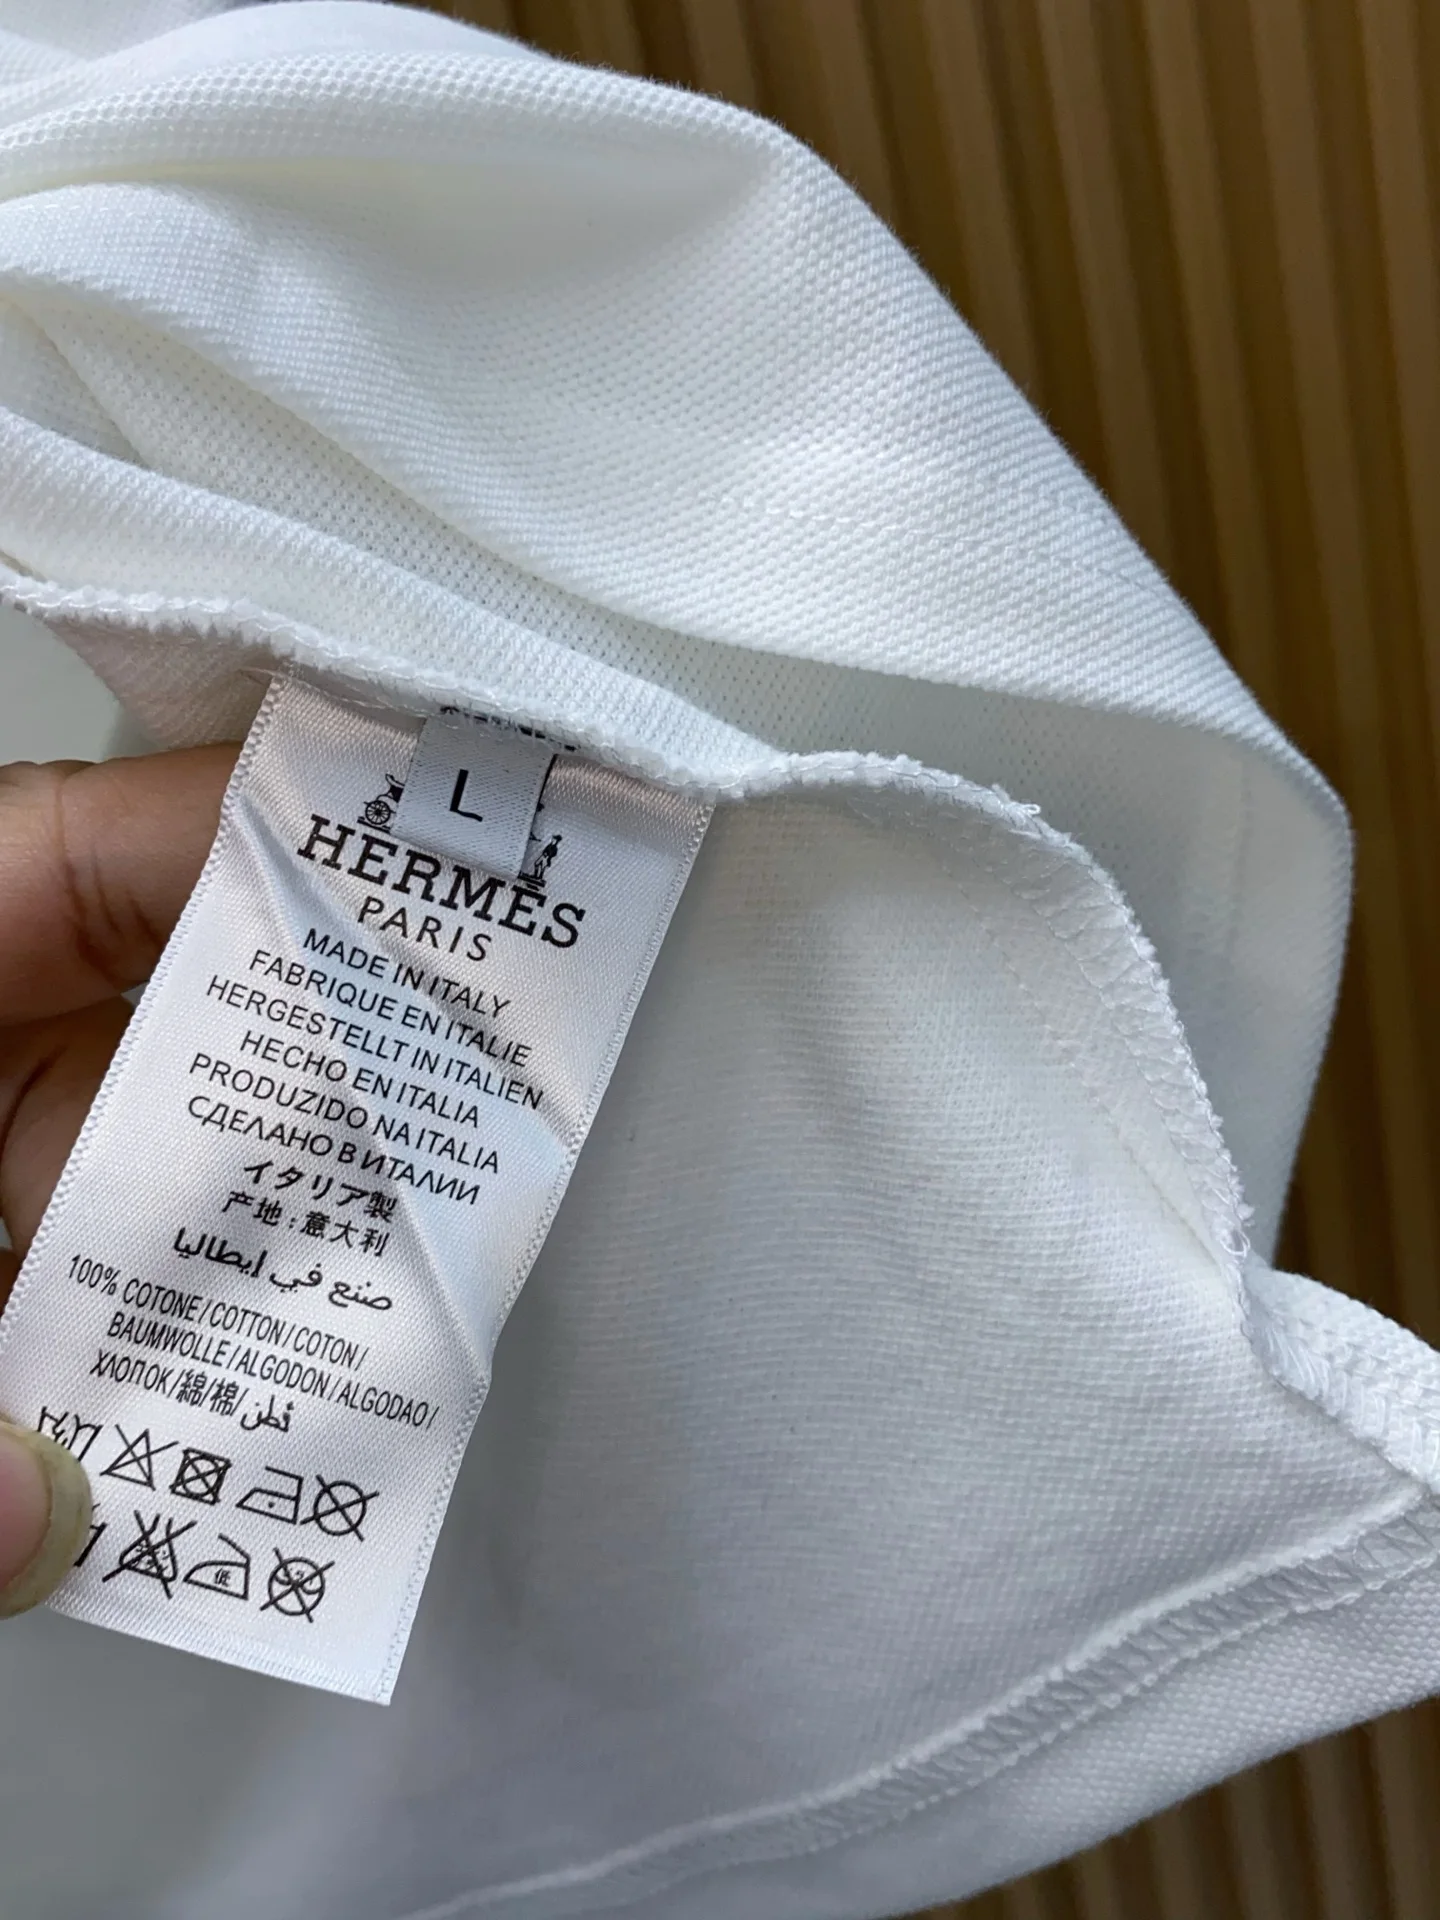 L
HERMÈS
PARIS
MADE IN ITALY
FABRIQUE EN ITALIE
HERGESTELLT IN ITALIEN
HECHO EN ITALIA
PRODUZIDO NA ITALIA
СДЕЛАНО В ИТАЛИИ
イタリア製
产地:意大利
صنع في إيطاليا
100% COTONE/COTTON/COTON/
BAUMWOLLE/ALGODON/ALGODAO/
ХЛОПОК/綿/棉/قطن
低